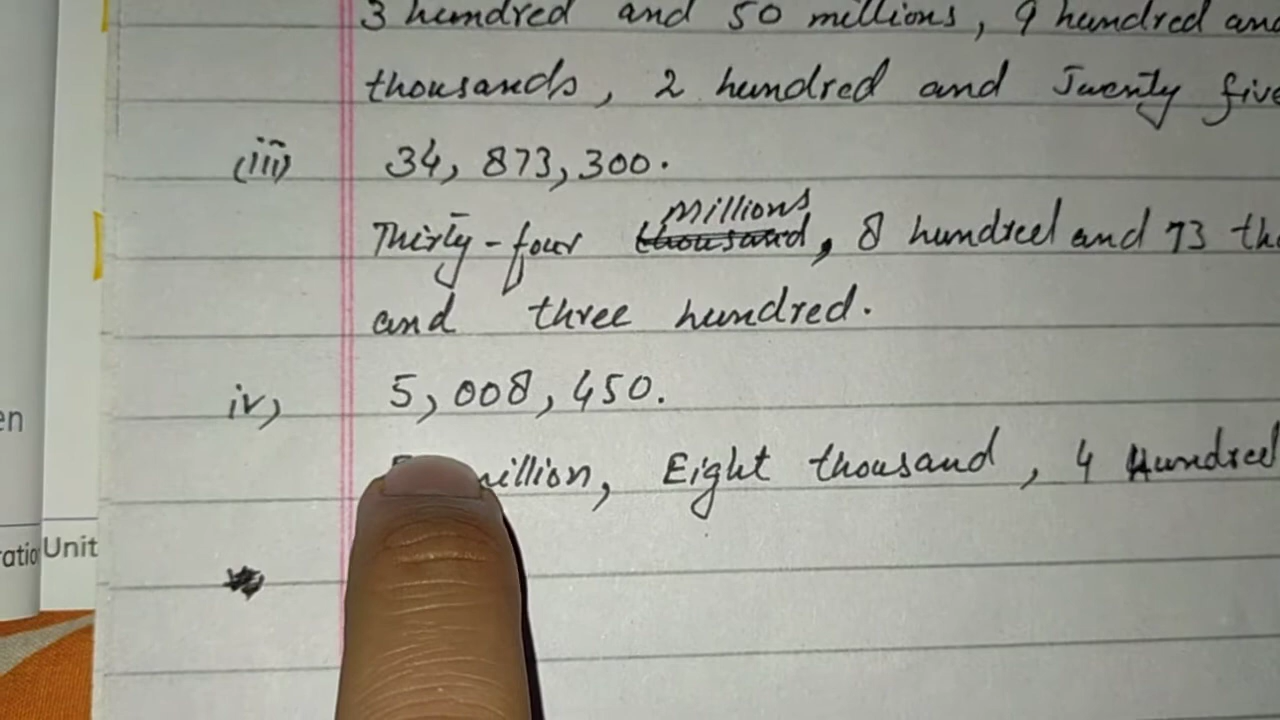 3 hundred and 50 millions, 9 hundred and
thousands, 2 hundred and Twenty five
(iii) 34, 873, 300.
Millions
Thirty-four thousand, 8 hundred and 73
and three hundred.
iv) 5, 008, 450.
million, Eight thousand, 4 Hundred
Unit